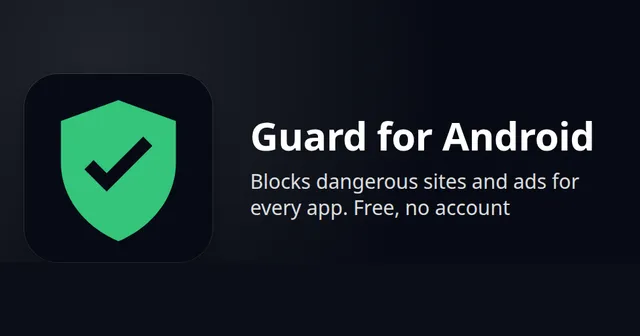 Guard for Android
Blocks dangerous sites and ads for
every app. Free, no account